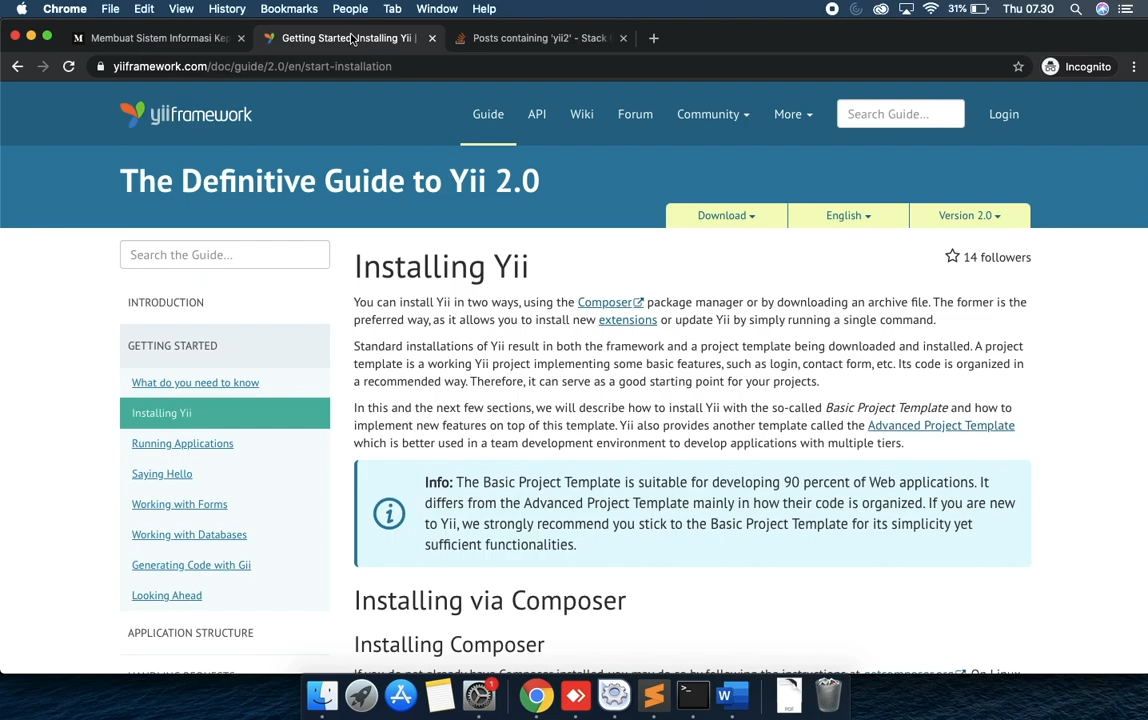 Chrome File Edit View History Bookmarks People Tab Window Help 31% Thu 07.30
Membuat Sistem Informasi Kep
Getting Started: Installing Yii |
Posts containing 'yii2' - Stack
yiiframework.com/doc/guide/2.0/en/start-installation
Incognito
yiiframework
Guide API Wiki Forum Community More Search Guide... Login
The Definitive Guide to Yii 2.0
Download English Version 2.0
Search the Guide...
INTRODUCTION
GETTING STARTED
What do you need to know
Installing Yii
Running Applications
Saying Hello
Working with Forms
Working with Databases
Generating Code with Gii
Looking Ahead
APPLICATION STRUCTURE
Installing Yii
14 followers
You can install Yii in two ways, using the Composer package manager or by downloading an archive file. The former is the
preferred way, as it allows you to install new extensions or update Yii by simply running a single command.
Standard installations of Yii result in both the framework and a project template being downloaded and installed. A project
template is a working Yii project implementing some basic features, such as login, contact form, etc. Its code is organized in
a recommended way. Therefore, it can serve as a good starting point for your projects.
In this and the next few sections, we will describe how to install Yii with the so-called Basic Project Template and how to
implement new features on top of this template. Yii also provides another template called the Advanced Project Template
which is better used in a team development environment to develop applications with multiple tiers.
Info: The Basic Project Template is suitable for developing 90 percent of Web applications. It
differs from the Advanced Project Template mainly in how their code is organized. If you are new
to Yii, we strongly recommend you stick to the Basic Project Template for its simplicity yet
sufficient functionalities.
Installing via Composer
Installing Composer
1
PDF